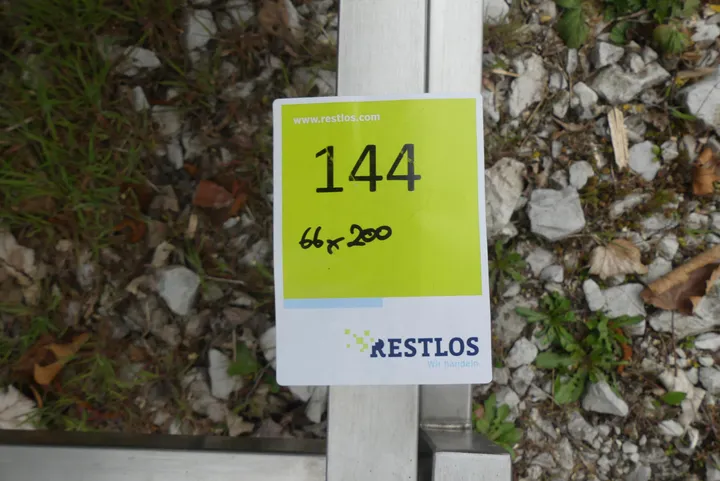 www.restlos.com
144
66x200
RESTLOS
Wir handeln.